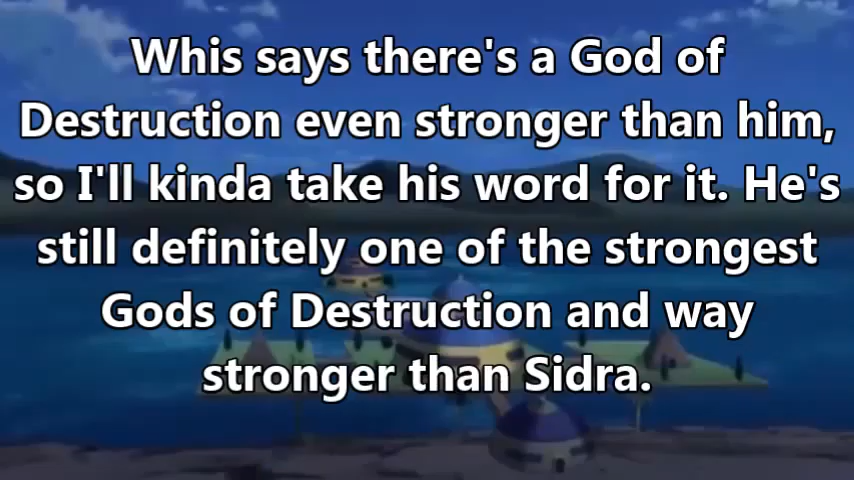 Whis says there's a God of
Destruction even stronger than him,
so I'll kinda take his word for it. He's
still definitely one of the strongest
Gods of Destruction and way
stronger than Sidra.